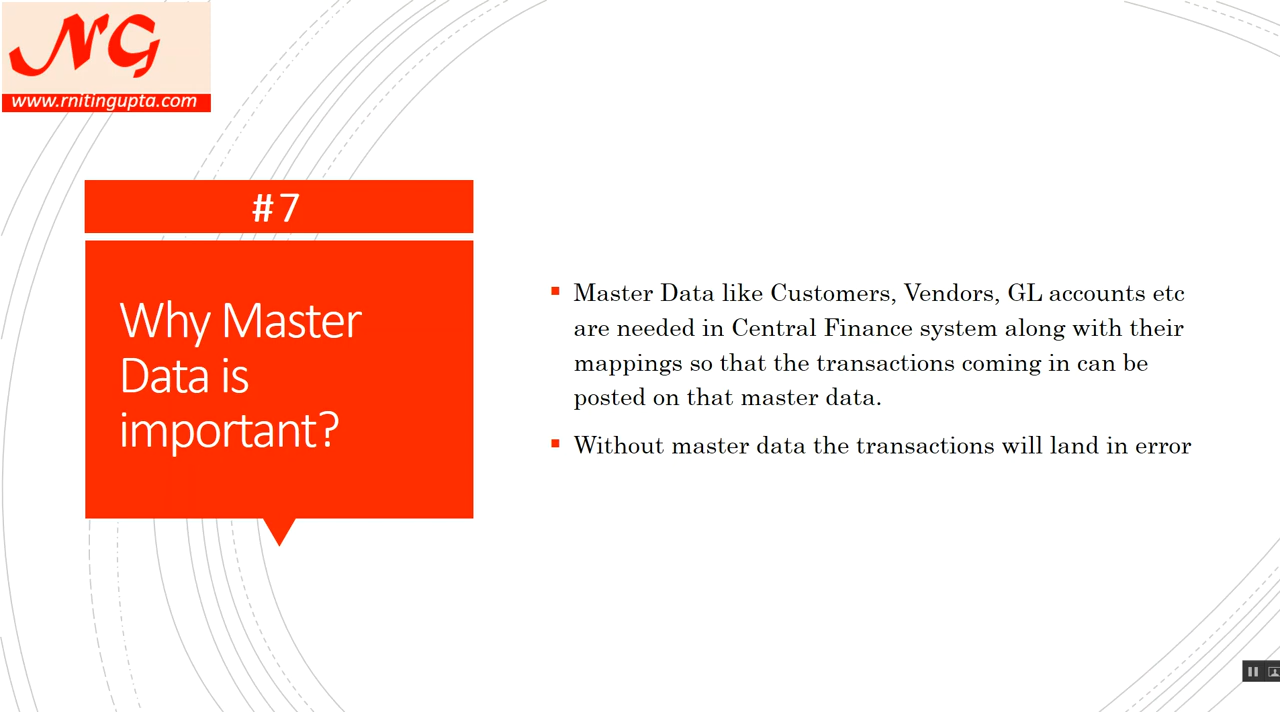 NG
www.rnitingupta.com
#7
Why Master
Data is
important?
Master Data like Customers, Vendors, GL accounts etc
are needed in Central Finance system along with their
mappings so that the transactions coming in can be
posted on that master data.
Without master data the transactions will land in error